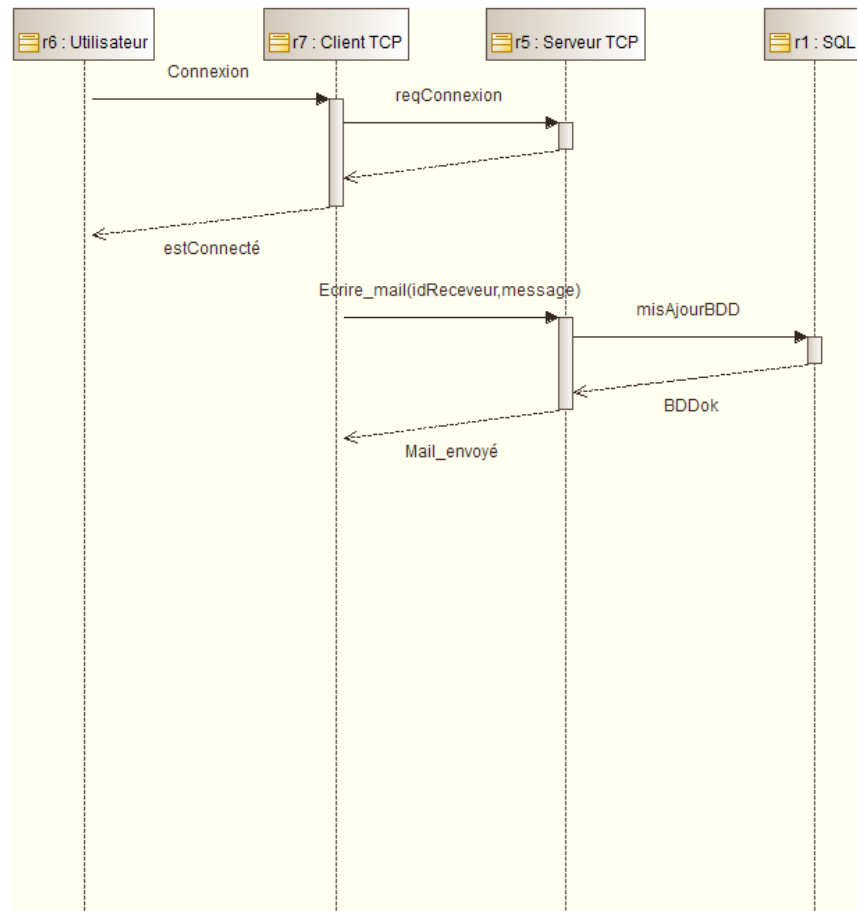 r6 : Utilisateur
r7 : Client TCP
r5 : Serveur TCP
r1 : SQL
Connexion
reqConnexion
estConnecté
Ecrire_mail(idReceveur,message)
misAjourBDD
BDDok
Mail_envoyé